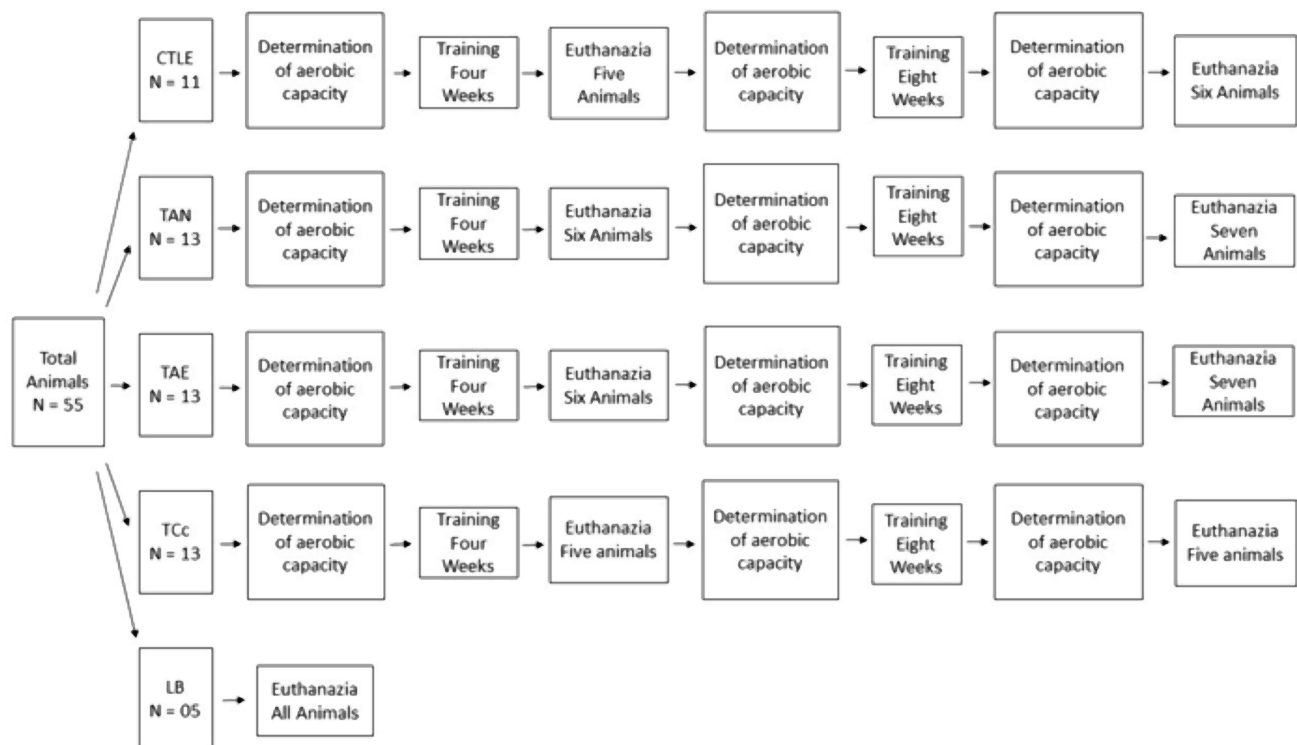 CTLE
N = 11
Determination
of aerobic
capacity
Training
Four
Weeks
Euthanazia
Five
Animals
Determination
of aerobic
capacity
Training
Eight
Weeks
Determination
of aerobic
capacity
Euthanazia
Six Animals
TAN
N = 13
Determination
of aerobic
capacity
Training
Four
Weeks
Euthanazia
Six Animals
Determination
of aerobic
capacity
Training
Eight
Weeks
Determination
of aerobic
capacity
Euthanazia
Seven
Animals
Total
Animals
N = 55
TAE
N = 13
Determination
of aerobic
capacity
Training
Four
Weeks
Euthanazia
Six Animals
Determination
of aerobic
capacity
Training
Eight
Weeks
Determination
of aerobic
capacity
Euthanazia
Seven
Animals
TCc
N = 13
Determination
of aerobic
capacity
Training
Four
Weeks
Euthanazia
Five animals
Determination
of aerobic
capacity
Training
Eight
Weeks
Determination
of aerobic
capacity
Euthanazia
Five animals
LB
N = 05
Euthanazia
All Animals